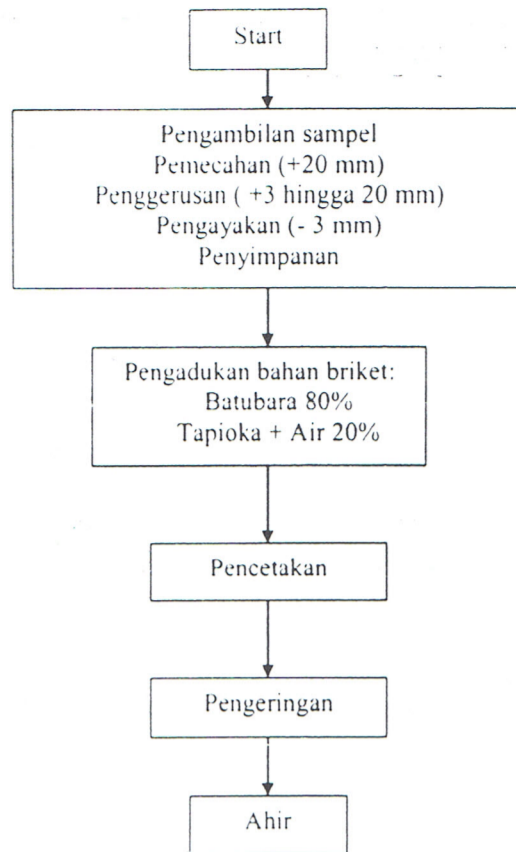 Start
Pengambilan sampel
Pemecahan (+20 mm)
Penggerusan ( +3 hingga 20 mm)
Pengayakan (- 3 mm)
Penyimpanan
Pengadukan bahan briket:
Batubara 80%
Tapioka + Air 20%
Pencetakan
Pengeringan
Ahir